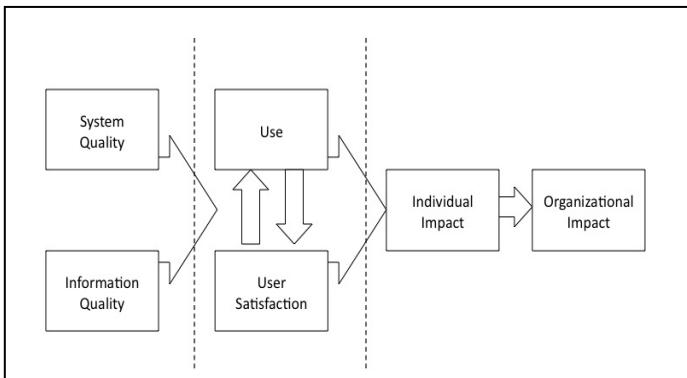 System
Quality
Use
Individual
Impact
Organizational
Impact
Information
Quality
User
Satisfaction